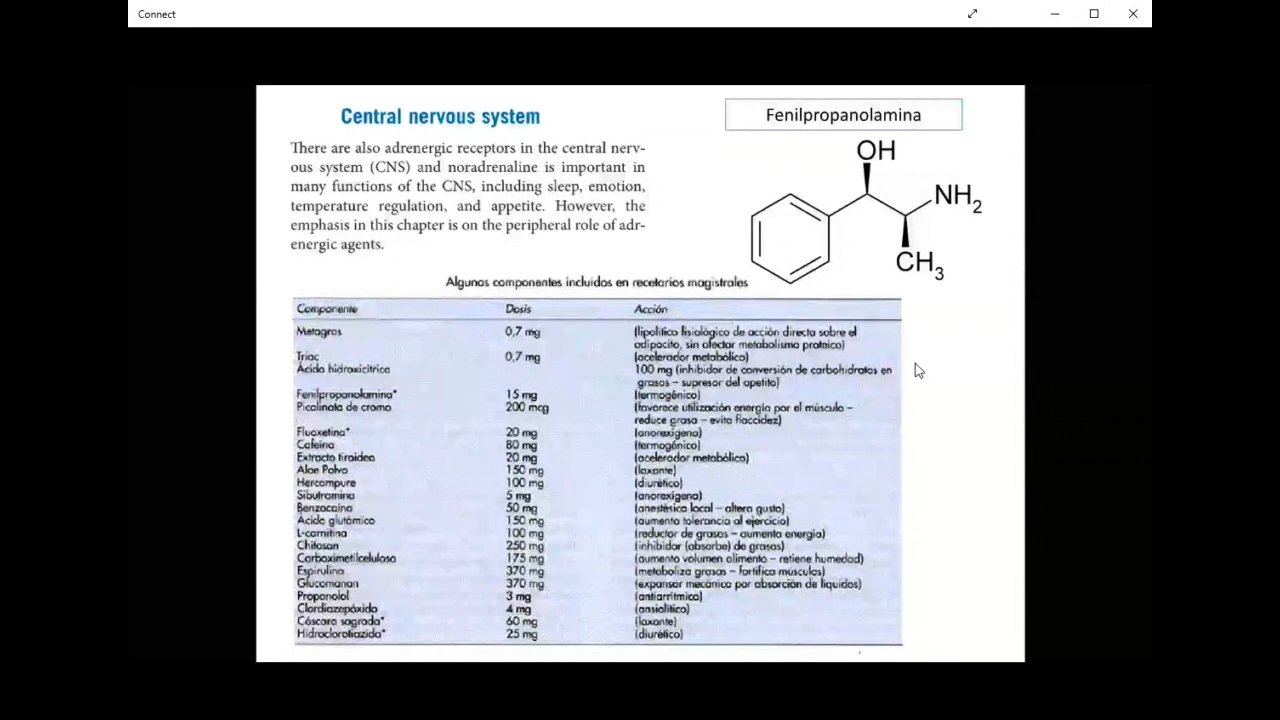 Connect
Central nervous system
There are also adrenergic receptors in the central nerv-
ous system (CNS) and noradrenaline is important in
many functions of the CNS, including sleep, emotion,
temperature regulation, and appetite. However, the
emphasis in this chapter is on the peripheral role of adr-
energic agents.
Fenilpropanolamina
OH
NH2
CH3
Algunos componentes incluidos en recetarios magistrales
Componente Dosis Acción
Metagros 0,7 mg (lipolítico fisiológico de acción directa sobre el
adipocito, sin afectar metabolismo proteico)
Triac 0,7 mg (acelerador metabólico)
Acido hidroxicítrico 100 mg (inhibidor de conversión de carbohidratos en
grasas – supresor del apetito)
Fenilpropanolamina* 15 mg (termogénico)
Picolinato de cromo 200 mcg (favorece utilización energía por el músculo –
reduce grasa – evita flaccidez)
Fluoxetina* 20 mg (anorexígena)
Cafeína 80 mg (termogénico)
Extracto tiroideo 20 mg (acelerador metabólico)
Aloe Polvo 150 mg (laxante)
Hercampure 100 mg (diurético)
Sibutramina 5 mg (anorexígena)
Benzocaína 50 mg (anestésico local – altera gusto)
Acido glutámico 150 mg (aumenta tolerancia al ejercicio)
L-carnitina 100 mg (reductor de grasas – aumenta energía)
Chitosan 250 mg (inhibidor (absorbe) de grasas)
Carboximetilcelulosa 175 mg (aumenta volumen alimento – retiene humedad)
Espirulina 370 mg (metaboliza grasas – fortifica músculos)
Glucomanan 370 mg (expansor mecánico por absorción de líquidos)
Propanolol 3 mg (antiarrítmico)
Clordiazepóxido 4 mg (ansiolítico)
Cáscara sagrada* 60 mg (laxante)
Hidroclorotiazida* 25 mg (diurético)